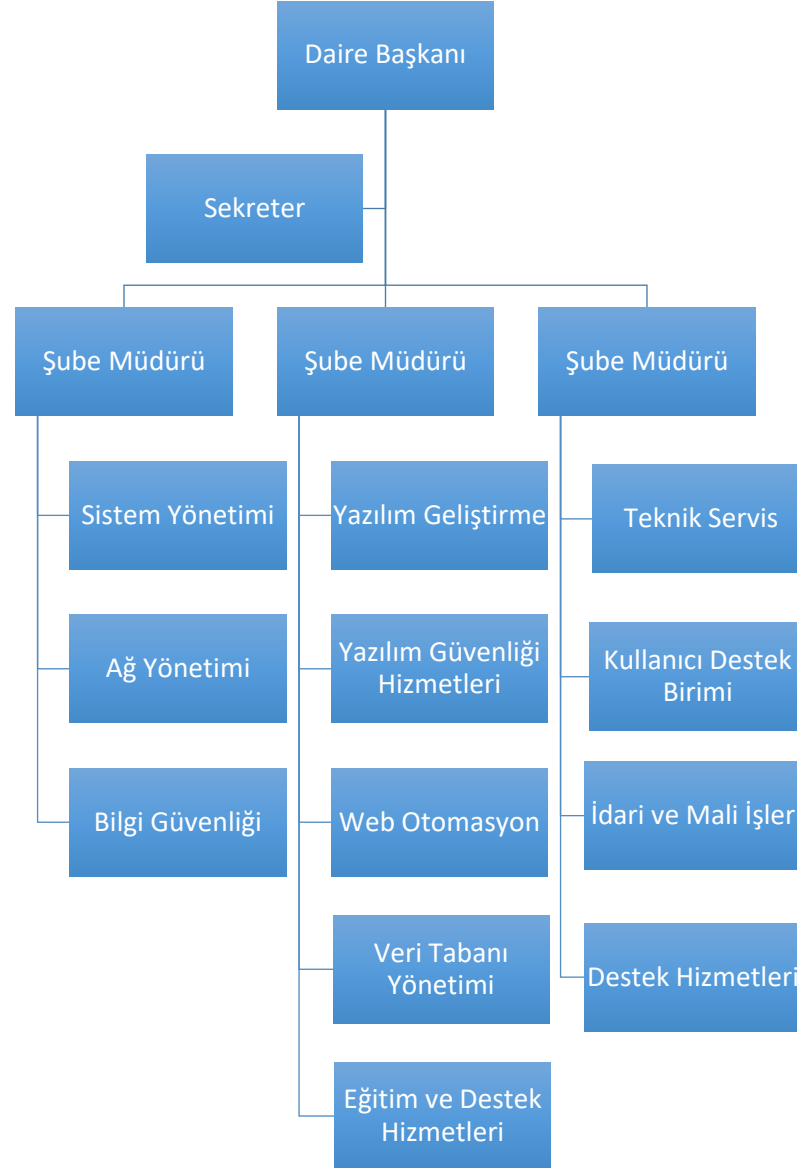 Daire Başkanı
Sekreter
Şube Müdürü
Sistem Yönetimi
Ağ Yönetimi
Bilgi Güvenliği
Şube Müdürü
Yazılım Geliştirme
Yazılım Güvenliği
Hizmetleri
Web Otomasyon
Veri Tabanı
Yönetimi
Eğitim ve Destek
Hizmetleri
Şube Müdürü
Teknik Servis
Kullanıcı Destek
Birimi
İdari ve Mali İşler
Destek Hizmetleri